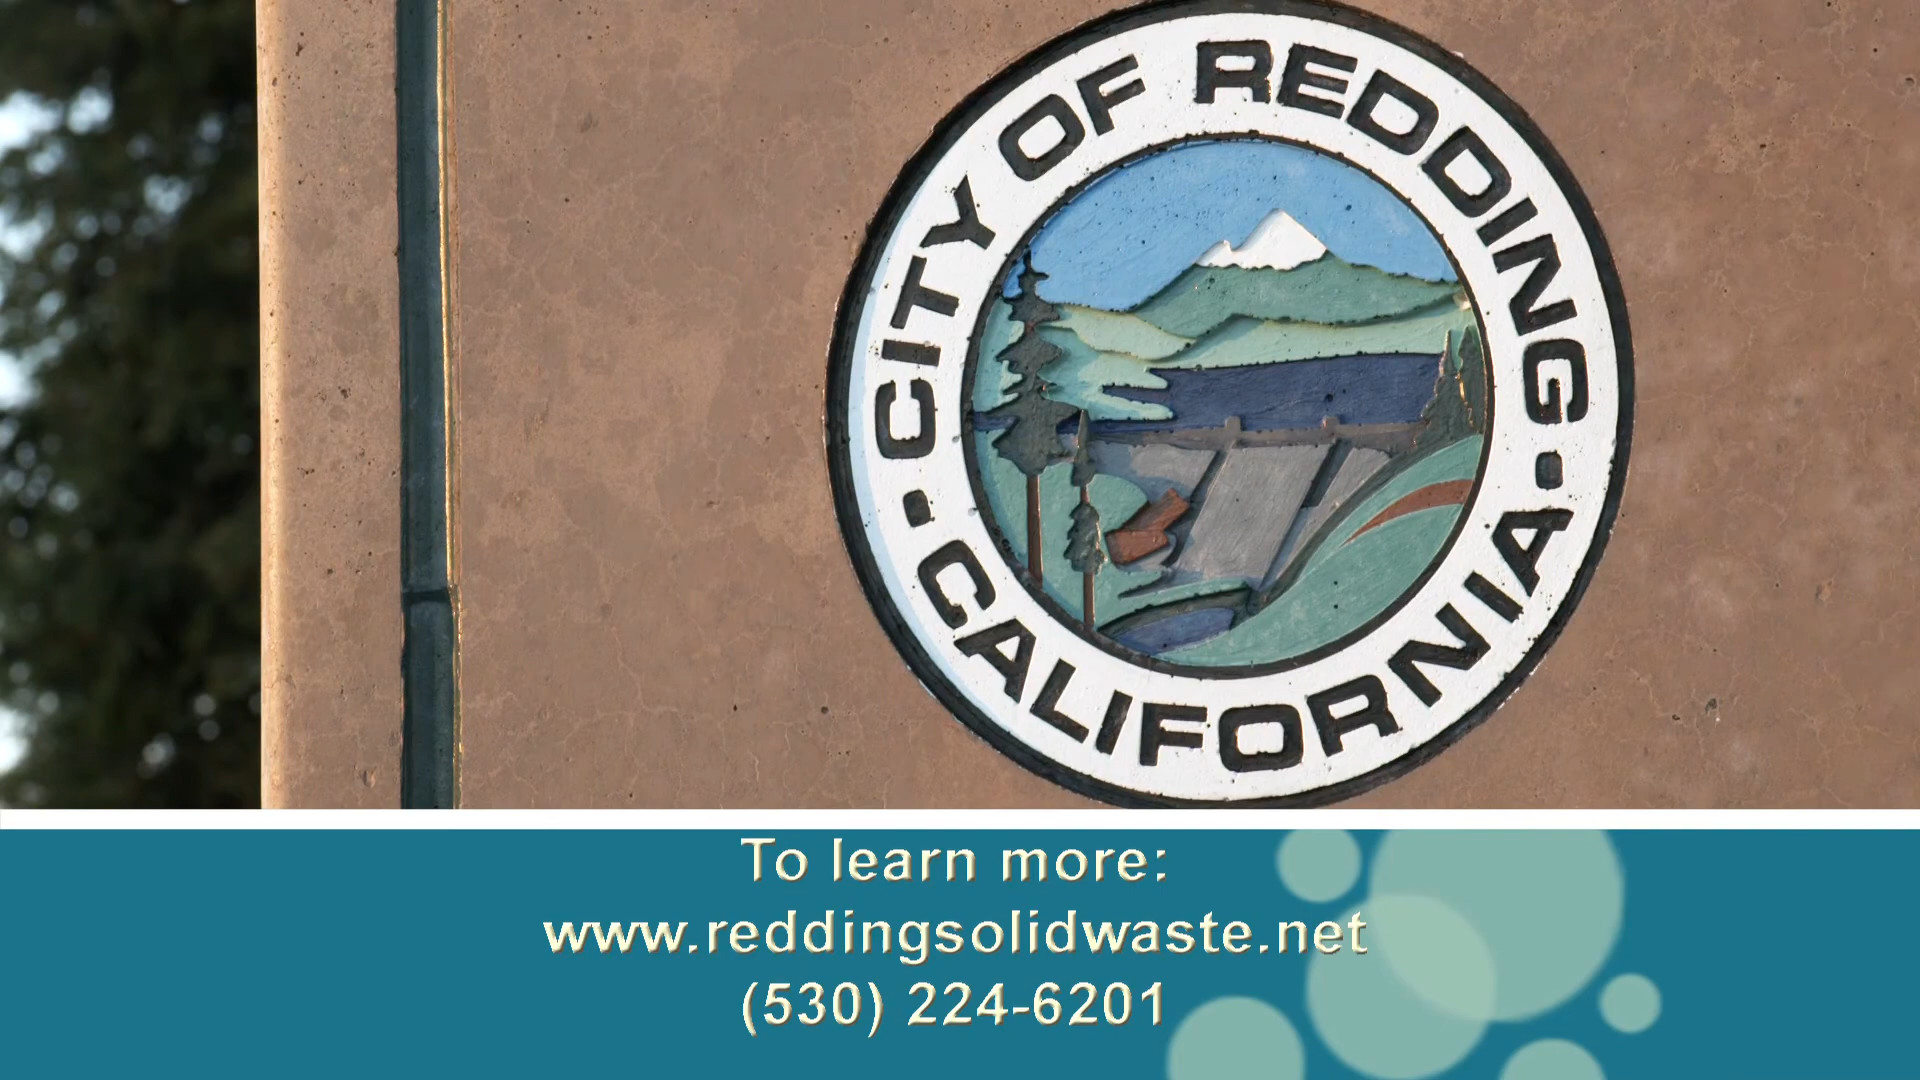 CITY OF REDDING
• CALIFORNIA •
To learn more:
www.reddingsolidwaste.net
(530) 224-6201